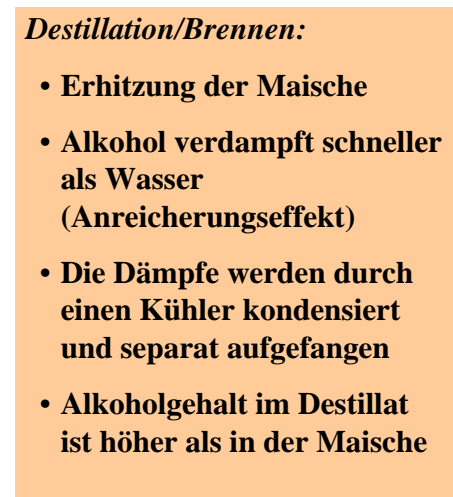 Destillation/Brennen:
• Erhitzung der Maische
• Alkohol verdampft schneller
als Wasser
(Anreicherungseffekt)
• Die Dämpfe werden durch
einen Kühler kondensiert
und separat aufgefangen
• Alkoholgehalt im Destillat
ist höher als in der Maische